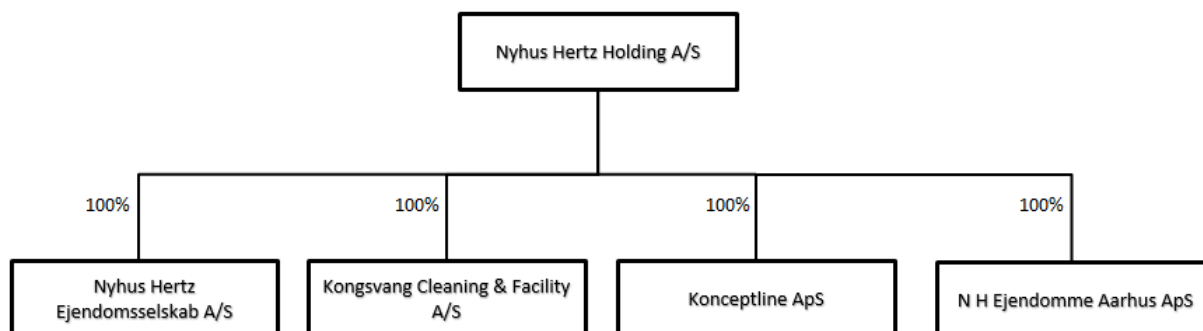 Nyhus Hertz Holding A/S
100%
100%
100%
100%
Nyhus Hertz
Ejendomsselskab A/S
Kongsvang Cleaning & Facility
A/S
Konceptline ApS
N H Ejendomme Aarhus ApS